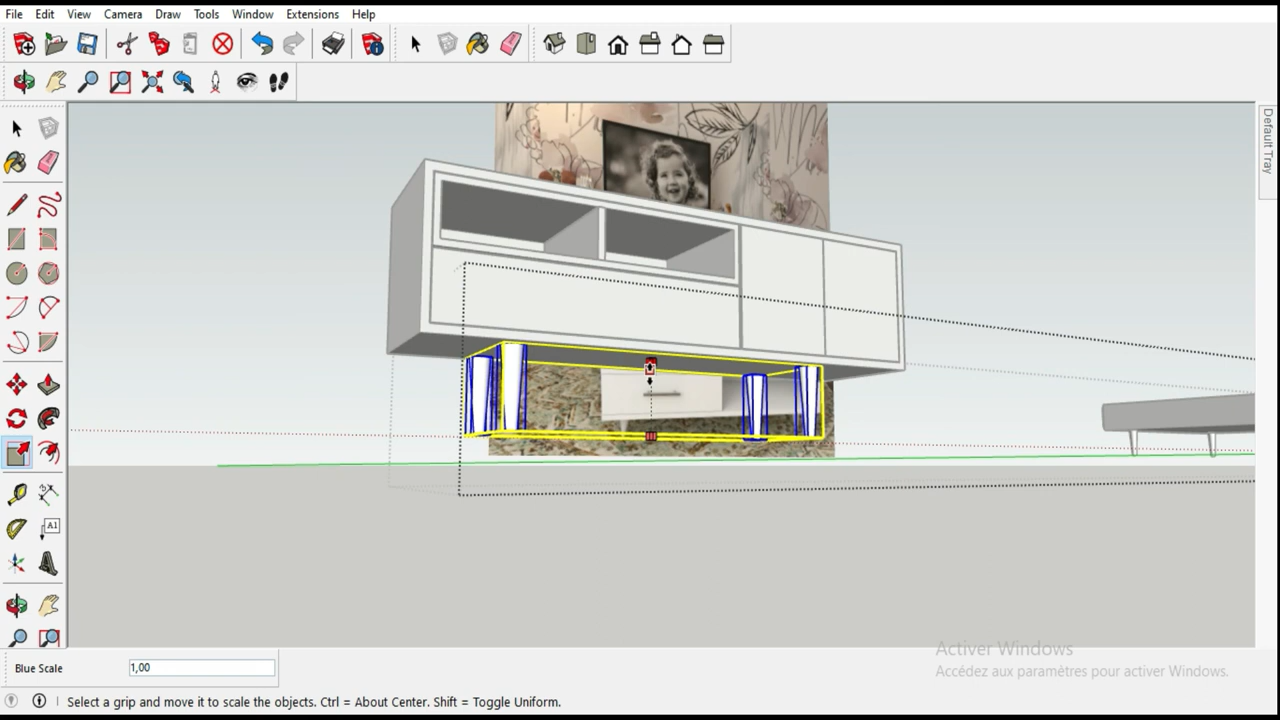 File Edit Camera Draw Tools Window Extensions Help
Default Tray
A1
Activer Windows
Accédez aux paramètres pour activer Windows.
Blue Scale 1,00
Select a grip and move it to scale the objects. Ctrl = About Center. Shift = Toggle Uniform.